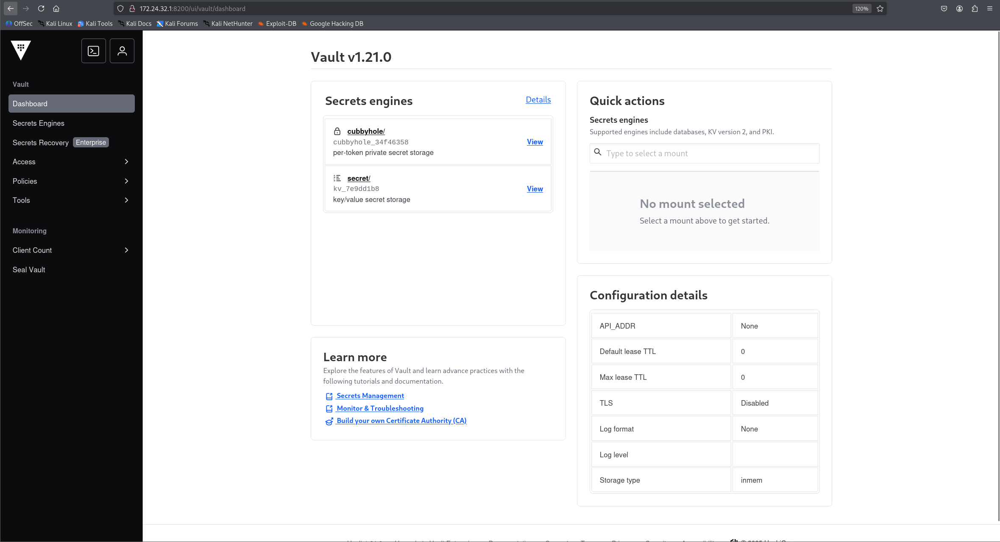 172.24.32.1:8200/ui/vault/dashboard
120%
OffSec Kali Linux Kali Tools Kali Docs Kali Forums Kali NetHunter Exploit-DB Google Hacking DB
Vault
Dashboard
Secrets Engines
Secrets Recovery Enterprise
Access
Policies
Tools
Monitoring
Client Count
Seal Vault
Vault v1.21.0
Secrets engines Details
cubbyhole/
cubbyhole_34f46358
View
per-token private secret storage
secret/
kv_7e9dd1b8
View
key/value secret storage
Learn more
Explore the features of Vault and learn advance practices with the
following tutorials and documentation.
Secrets Management
Monitor & Troubleshooting
Build your own Certificate Authority (CA)
Quick actions
Secrets engines
Supported engines include databases, KV version 2, and PKI.
Type to select a mount
No mount selected
Select a mount above to get started.
Configuration details
API_ADDR None
Default lease TTL 0
Max lease TTL 0
TLS Disabled
Log format None
Log level
Storage type inmem